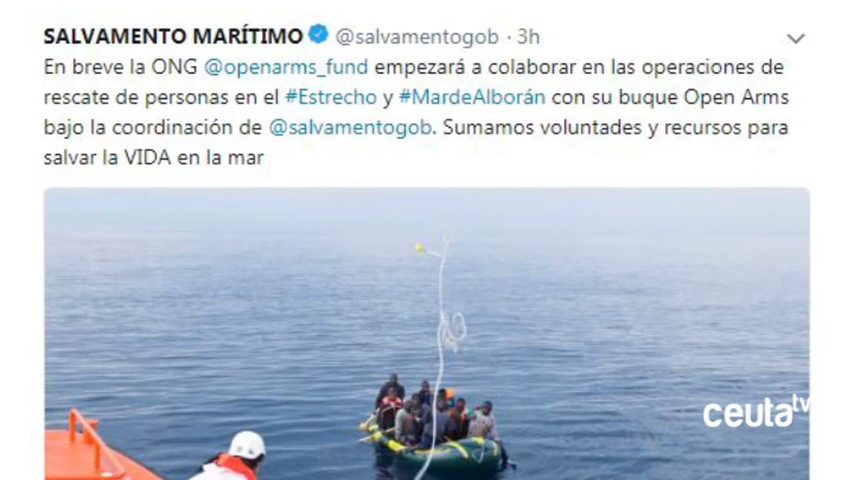 SALVAMENTO MARÍTIMO @salvamentogob · 3h
En breve la ONG @openarms_fund empezará a colaborar en las operaciones de
rescate de personas en el #Estrecho y #MardeAlborán con su buque Open Arms
bajo la coordinación de @salvamentogob. Sumamos voluntades y recursos para
salvar la VIDA en la mar
ceuta tv